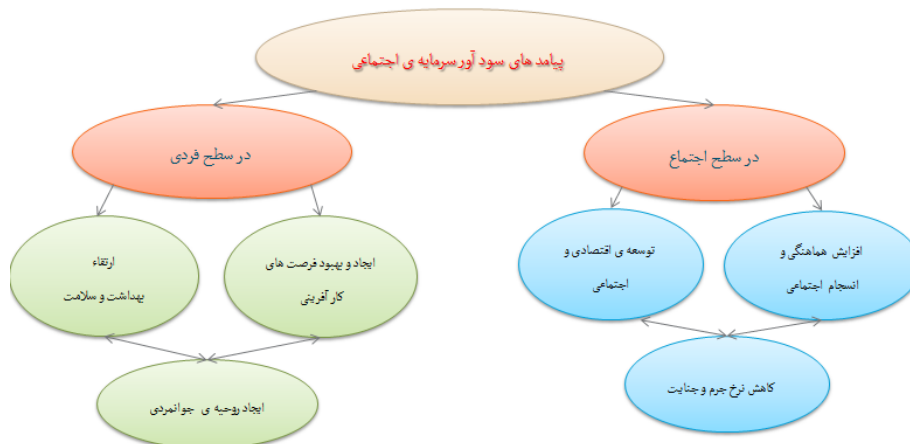 پیامد های سود آور سرمایه ی اجتماعی
در سطح اجتماع
در سطح فردی
افزایش هماهنگی و
انسجام اجتماعی
توسعه ی اقتصادی و
اجتماعی
ایجاد و بهبود فرصت های
کار آفرینی
ارتقاء
بهداشت و سلامت
کاهش نرخ جرم و جنایت
ایجاد روحیه ی جوانمردی